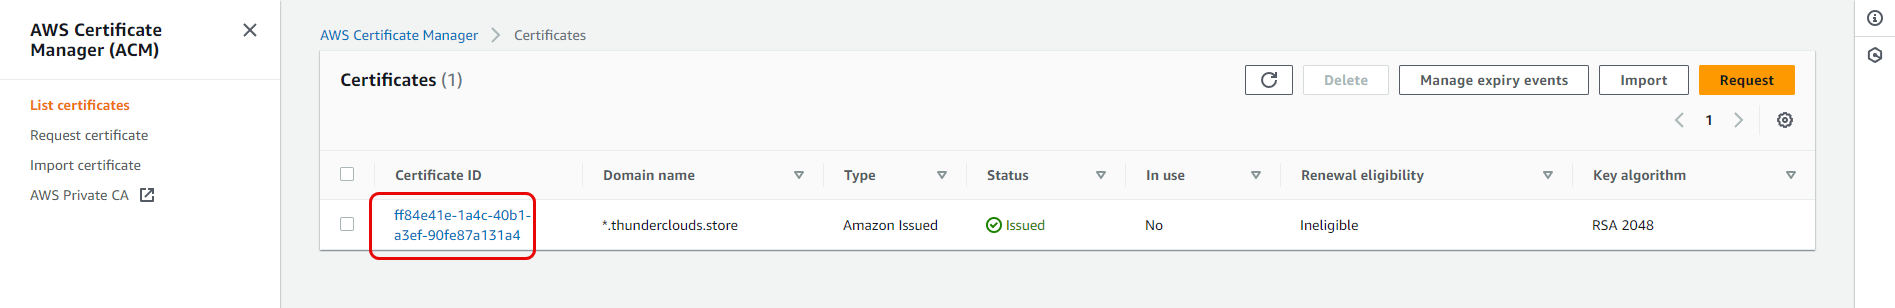 AWS Certificate
Manager (ACM)
List certificates
Request certificate
Import certificate
AWS Private CA
AWS Certificate Manager > Certificates
Certificates (1)
Delete
Manage expiry events
Import
Request
1
Certificate ID Domain name Type Status In use Renewal eligibility Key algorithm
ff84e41e-1a4c-40b1-
a3ef-90fe87a131a4
*.thunderclouds.store Amazon Issued Issued No Ineligible RSA 2048